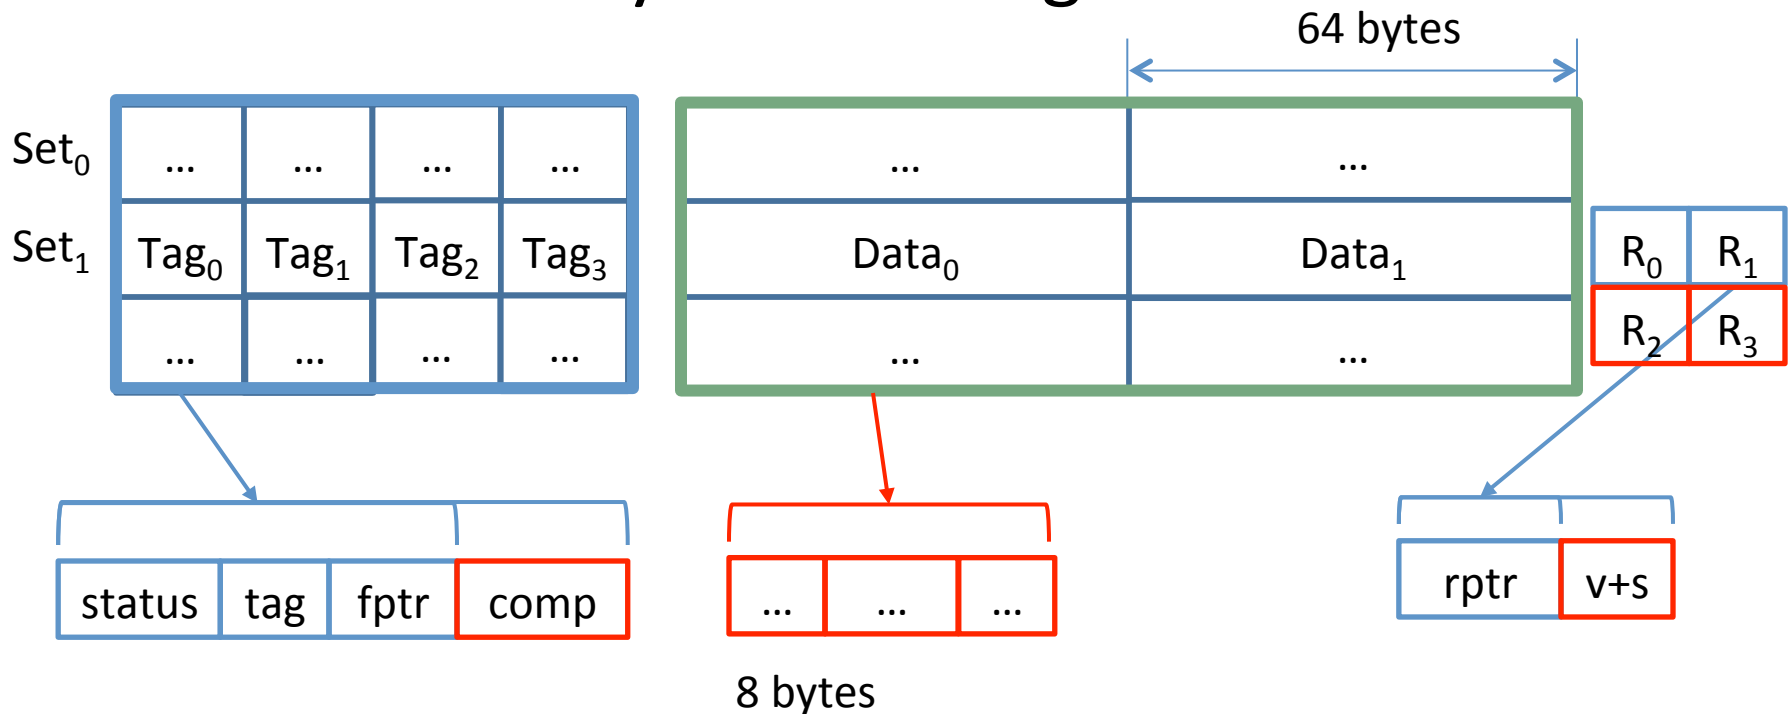 64 bytes
Set0 ... ... ... ... ... ...
Set1 Tag0 Tag1 Tag2 Tag3 Data0 Data1 R0 R1
... ... ... ... ... ... R2 R3
status tag fptr comp ... ... ... rptr v+s
8 bytes